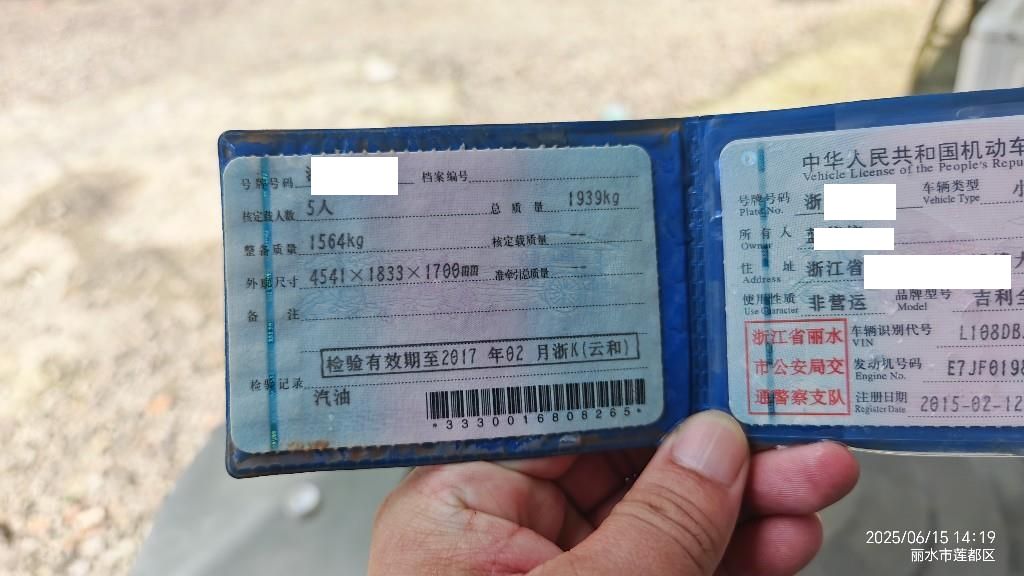 号牌号码
档案编号
核定载人数 5人
总质量 1939kg
整备质量 1564kg
核定载质量 --
外廓尺寸 4541×1833×1700mm
准牵引总质量 --
备注
检验有效期至2017 年02 月浙K(云和)
检验记录
汽油
*3330016808265*
中华人民共和国机动车
Vehicle License of the People's Repu
号牌号码 浙
Plate No.
车辆类型 小
Vehicle Type
所有人
Owner
住址 浙江省
Address
使用性质 非营运
Use Character
品牌型号 吉利全
Model
浙江省丽水
市公安局交
通警察支队
车辆识别代号 L108DB
VIN
发动机号码 E7JF0198
Engine No.
注册日期 2015-02-12
Register Date
2025/06/15 14:19
丽水市莲都区